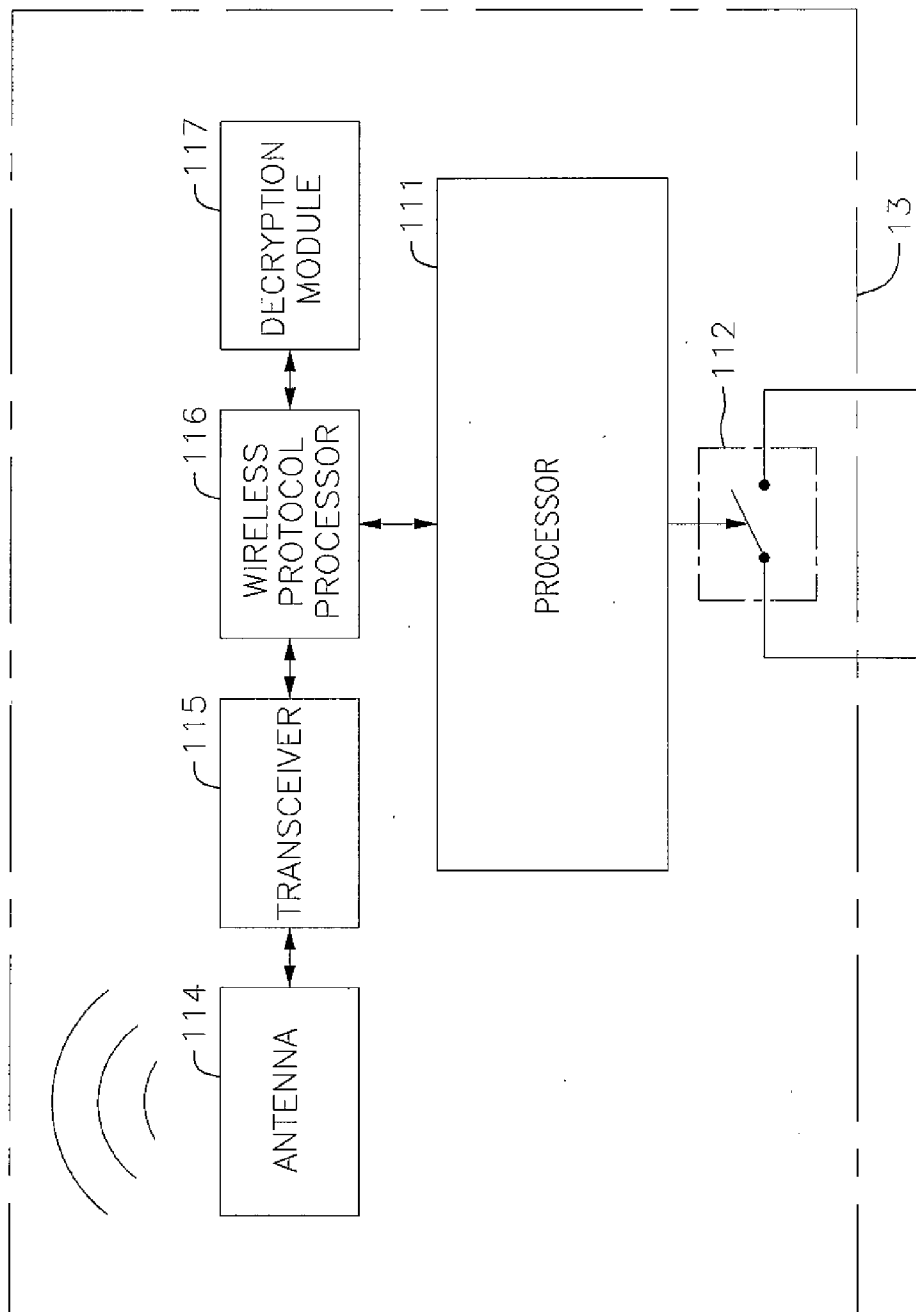 114
ANTENNA
115
TRANSCEIVER
116
WIRELESS
PROTOCOL
PROCESSOR
117
DECRYPTION
MODULE
111
PROCESSOR
112
13